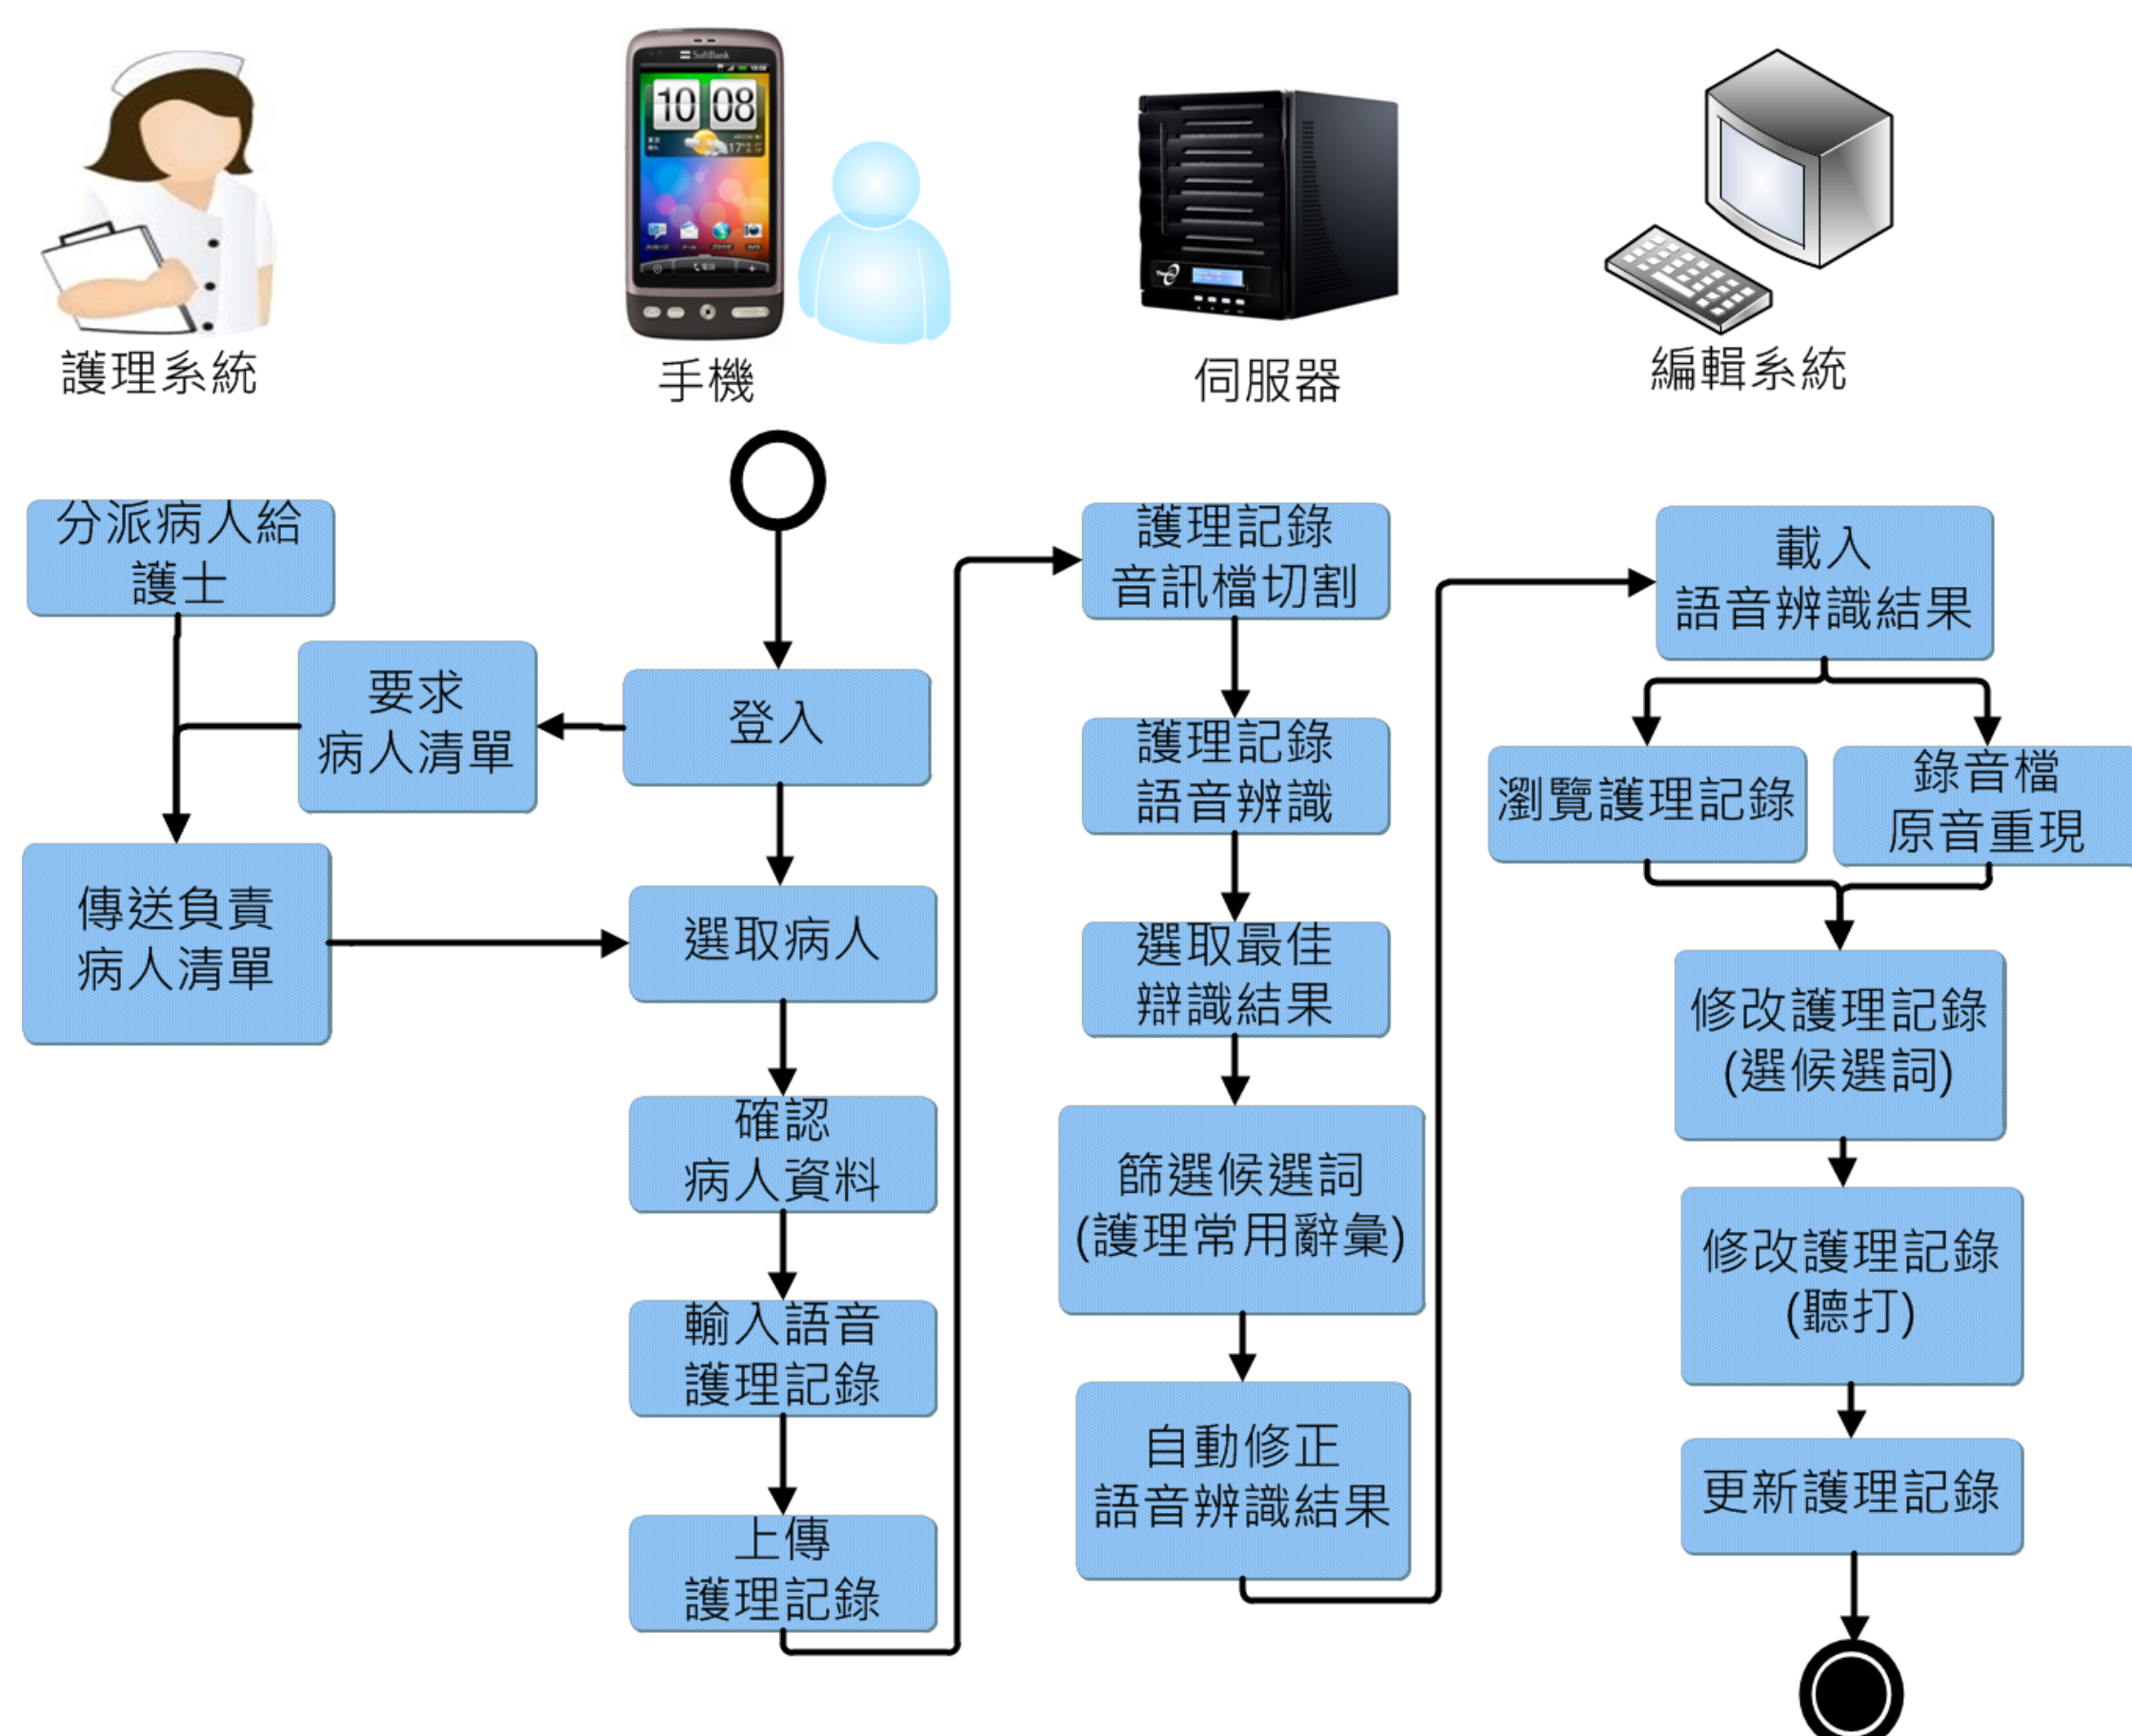 SoftBank
10 08
17°
護理系統
手機
伺服器
編輯系統
分派病人給
護士
要求
病人清單
傳送負責
病人清單
登入
選取病人
確認
病人資料
輸入語音
護理記錄
上傳
護理記錄
護理記錄
音訊檔切割
護理記錄
語音辨識
選取最佳
辯識結果
篩選候選詞
(護理常用辭彙)
自動修正
語音辨識結果
載入
語音辨識結果
瀏覽護理記錄
錄音檔
原音重現
修改護理記錄
(選候選詞)
修改護理記錄
(聽打)
更新護理記錄